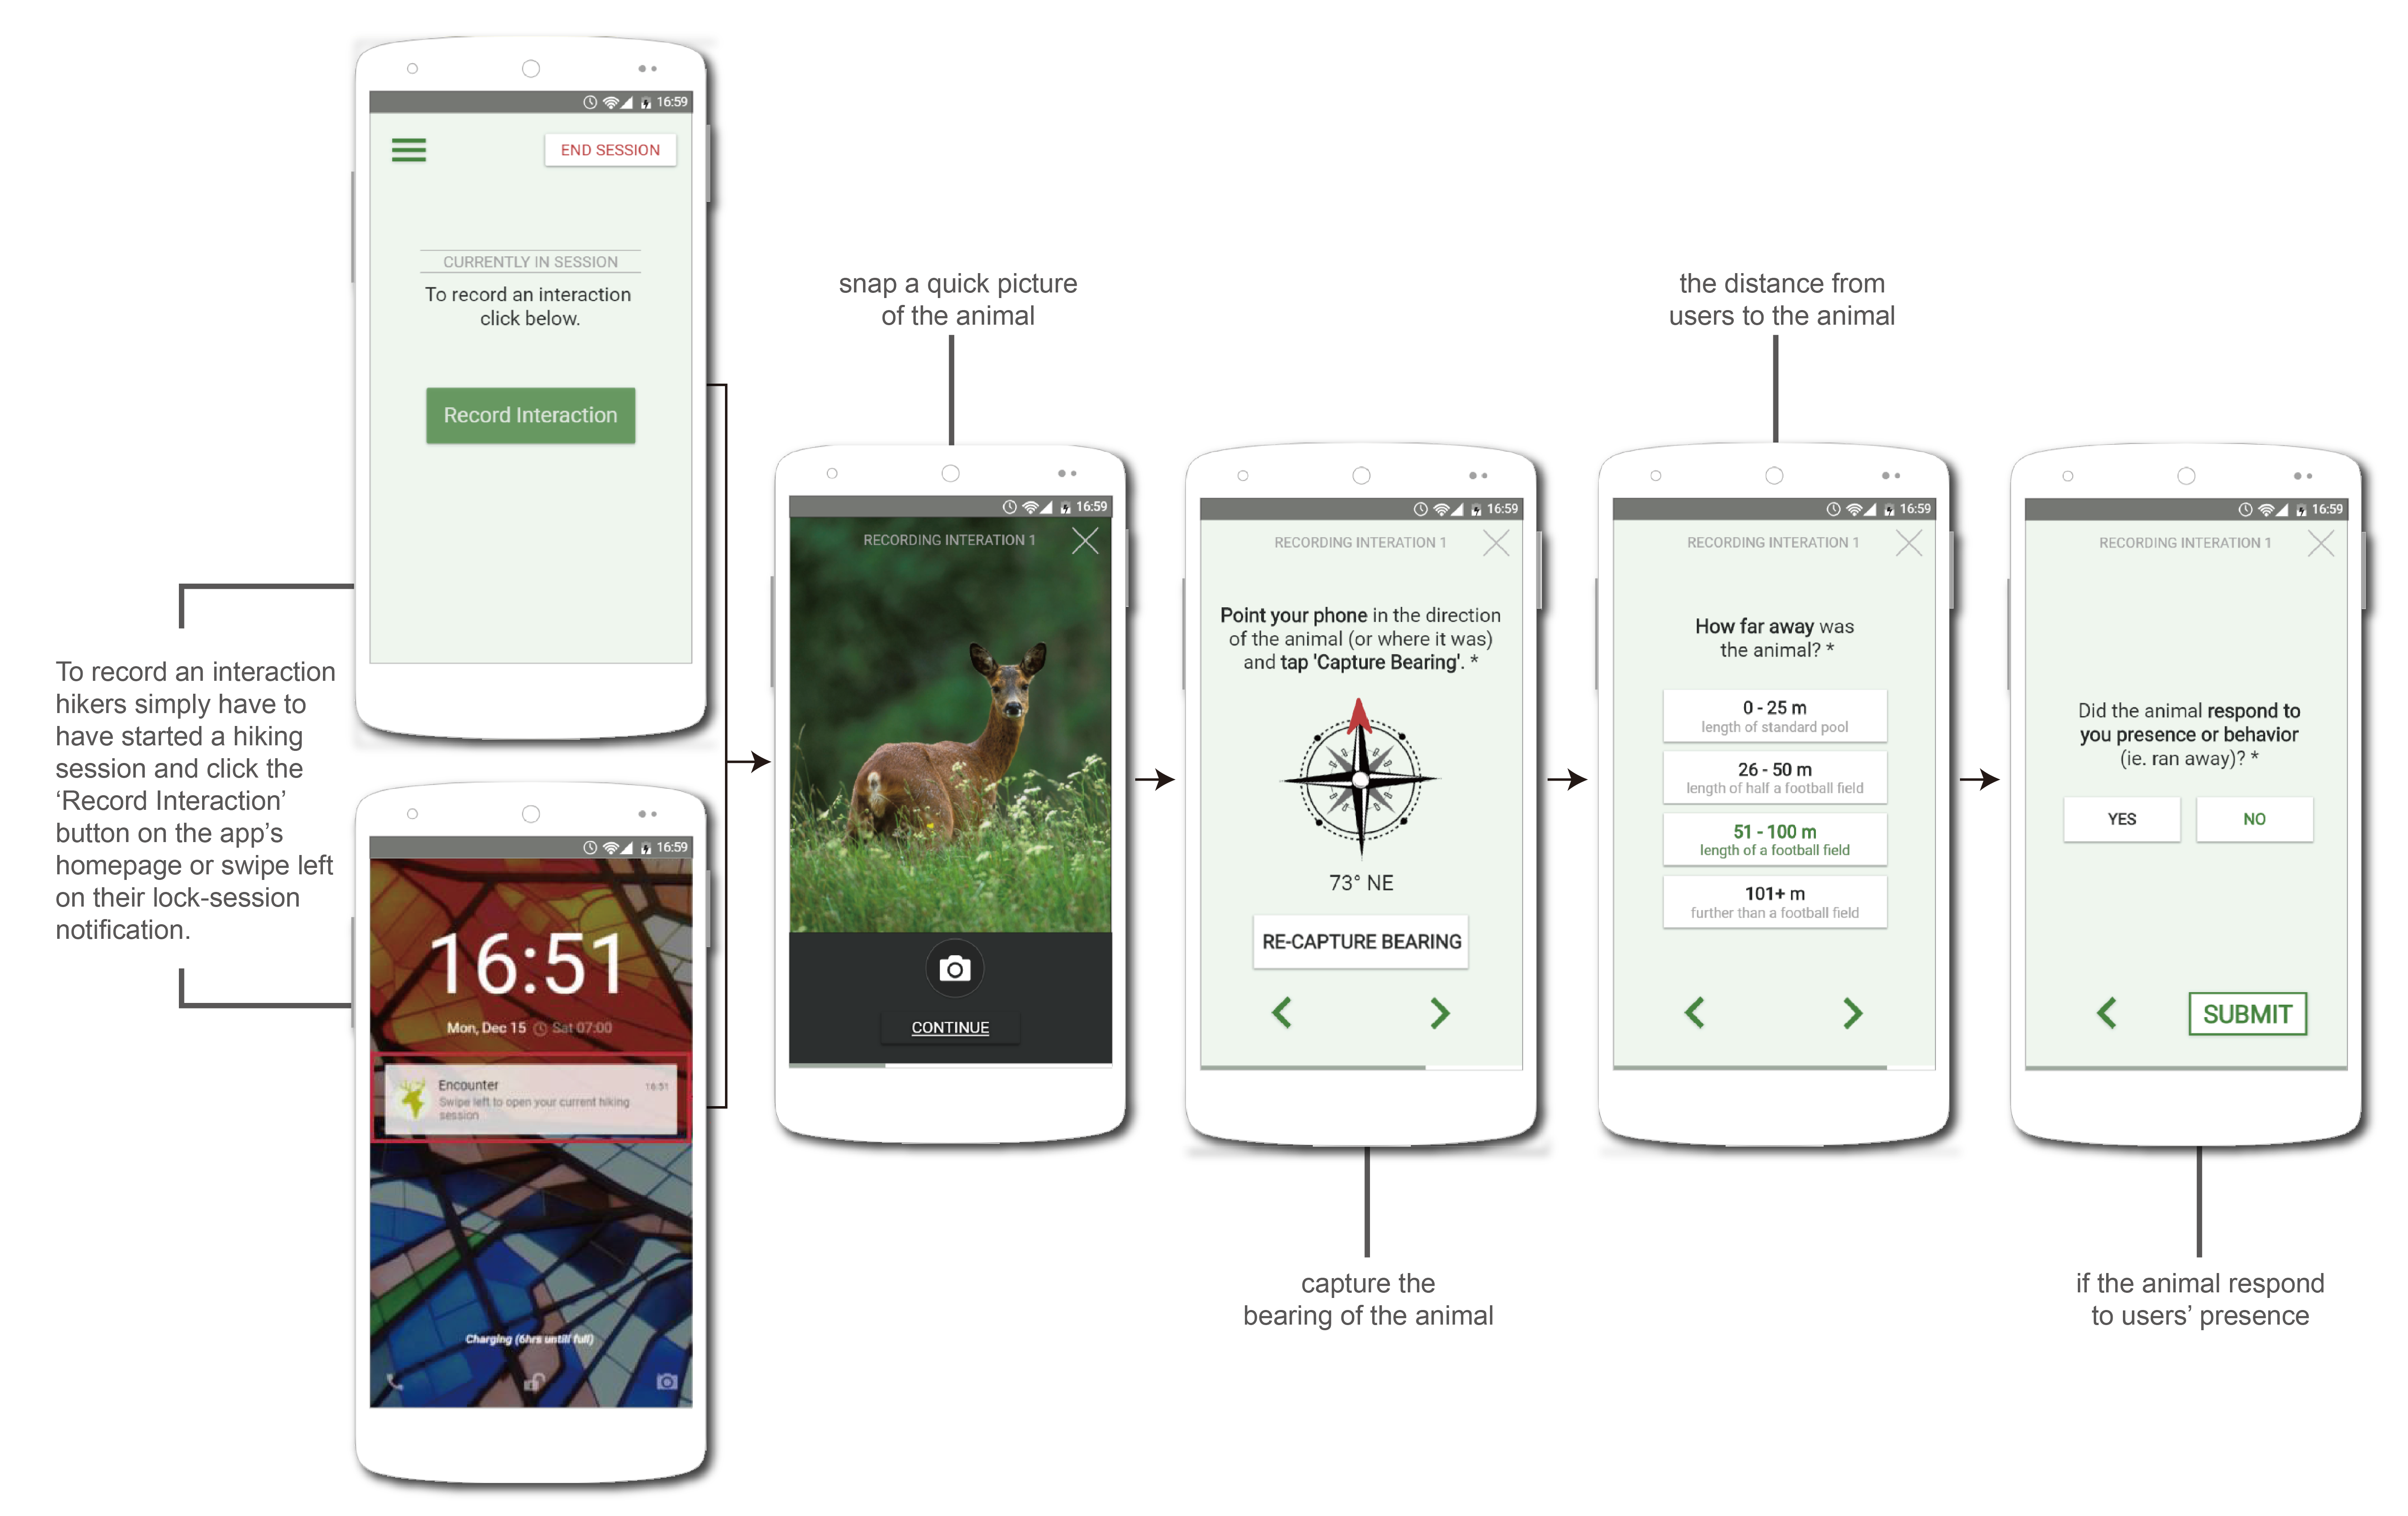 16:59
END SESSION
CURRENTLY IN SESSION
To record an interaction
click below.
Record Interaction
To record an interaction
hikers simply have to
have started a hiking
session and click the
‘Record Interaction’
button on the app’s
homepage or swipe left
on their lock-session
notification.
16:59
16:51
Mon, Dec 15 Sat 07:00
Encounter 16:51
Swipe left to open your current hiking
session
Charging (6hrs untill full)
snap a quick picture
of the animal
16:59
RECORDING INTERATION 1
CONTINUE
16:59
RECORDING INTERATION 1
Point your phone in the direction
of the animal (or where it was)
and tap 'Capture Bearing'. *
73° NE
RE-CAPTURE BEARING
capture the
bearing of the animal
the distance from
users to the animal
16:59
RECORDING INTERATION 1
How far away was
the animal? *
0 - 25 m
length of standard pool
26 - 50 m
length of half a football field
51 - 100 m
length of a football field
101+ m
further than a football field
16:59
RECORDING INTERATION 1
Did the animal respond to
you presence or behavior
(ie. ran away)? *
YES NO
SUBMIT
if the animal respond
to users’ presence